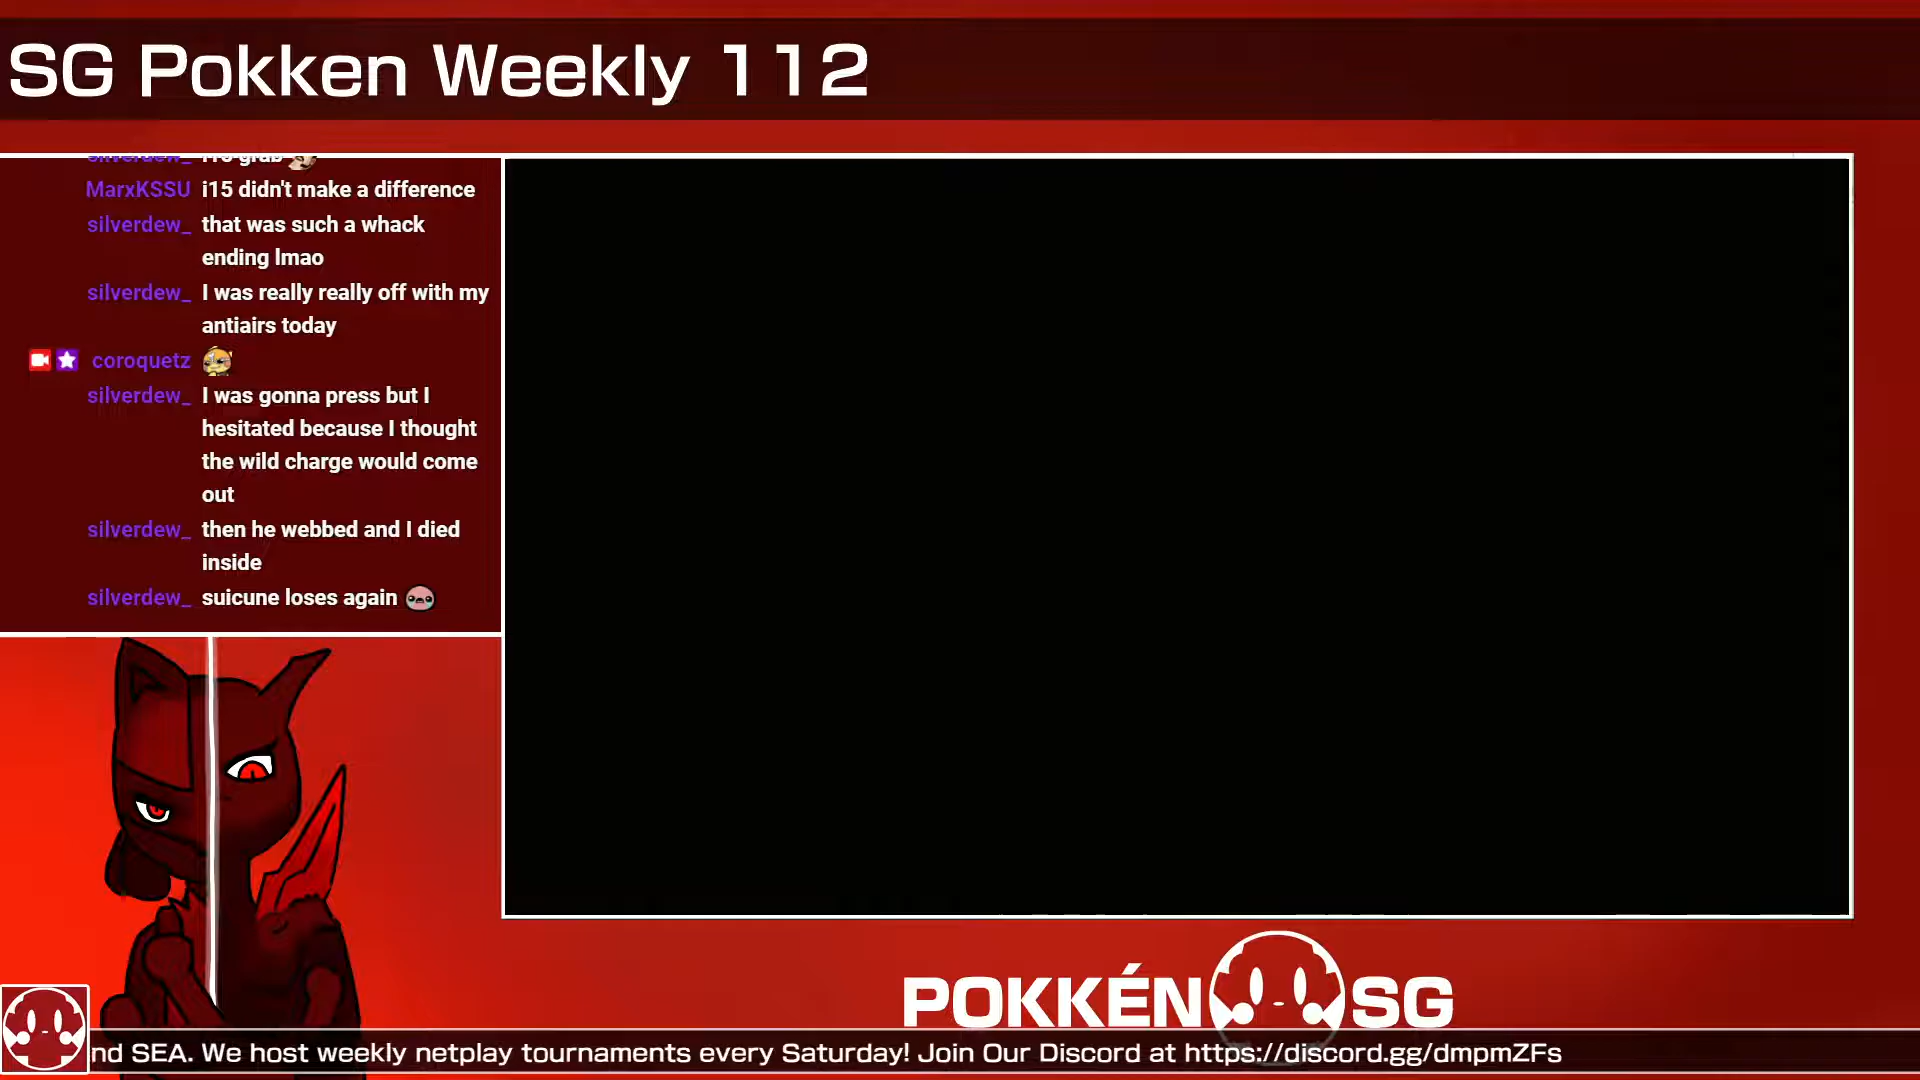 SG Pokken Weekly 112
silverdew_ i15 grab
MarxKSSU i15 didn't make a difference
silverdew_ that was such a whack
ending lmao
silverdew_ I was really really off with my
antiairs today
coroquetz
silverdew_ I was gonna press but I
hesitated because I thought
the wild charge would come
out
silverdew_ then he webbed and I died
inside
silverdew_ suicune loses again
POKKÉN SG
nd SEA. We host weekly netplay tournaments every Saturday! Join Our Discord at https://discord.gg/dmpmZFs